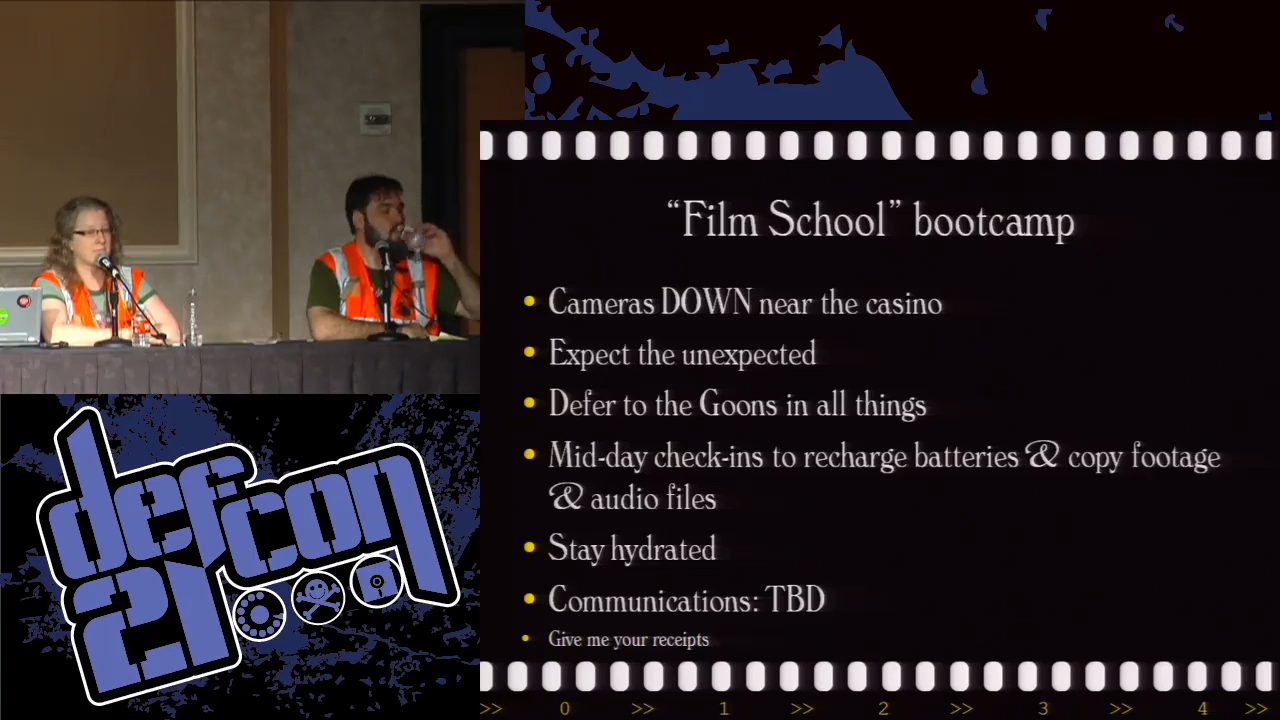 “Film School” bootcamp
• Cameras DOWN near the casino
• Expect the unexpected
• Defer to the Goons in all things
• Mid-day check-ins to recharge batteries & copy footage
& audio files
• Stay hydrated
• Communications: TBD
• Give me your receipts
defcon
21
>> 0 >> 1 >> 2 >> 3 >> 4 >>